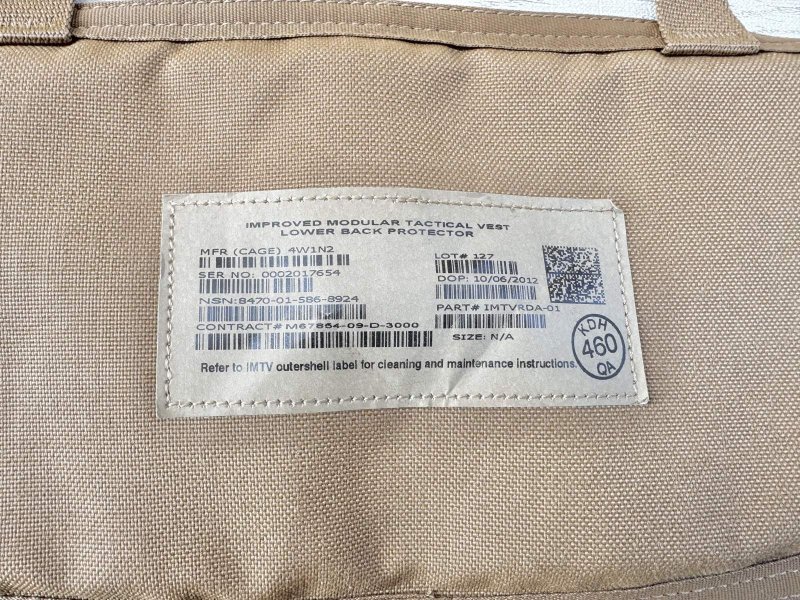 IMPROVED MODULAR TACTICAL VEST
LOWER BACK PROTECTOR
MFR (CAGE) 4W1N2
SER NO: 0002017654
NSN:8470-01-586-8924
CONTRACT# M67854-09-D-3000
LOT# 127
DOP: 10/06/2012
PART# IMTVRDA-01
SIZE: N/A
Refer to IMTV outershell label for cleaning and maintenance instructions.
KDH
460
QA